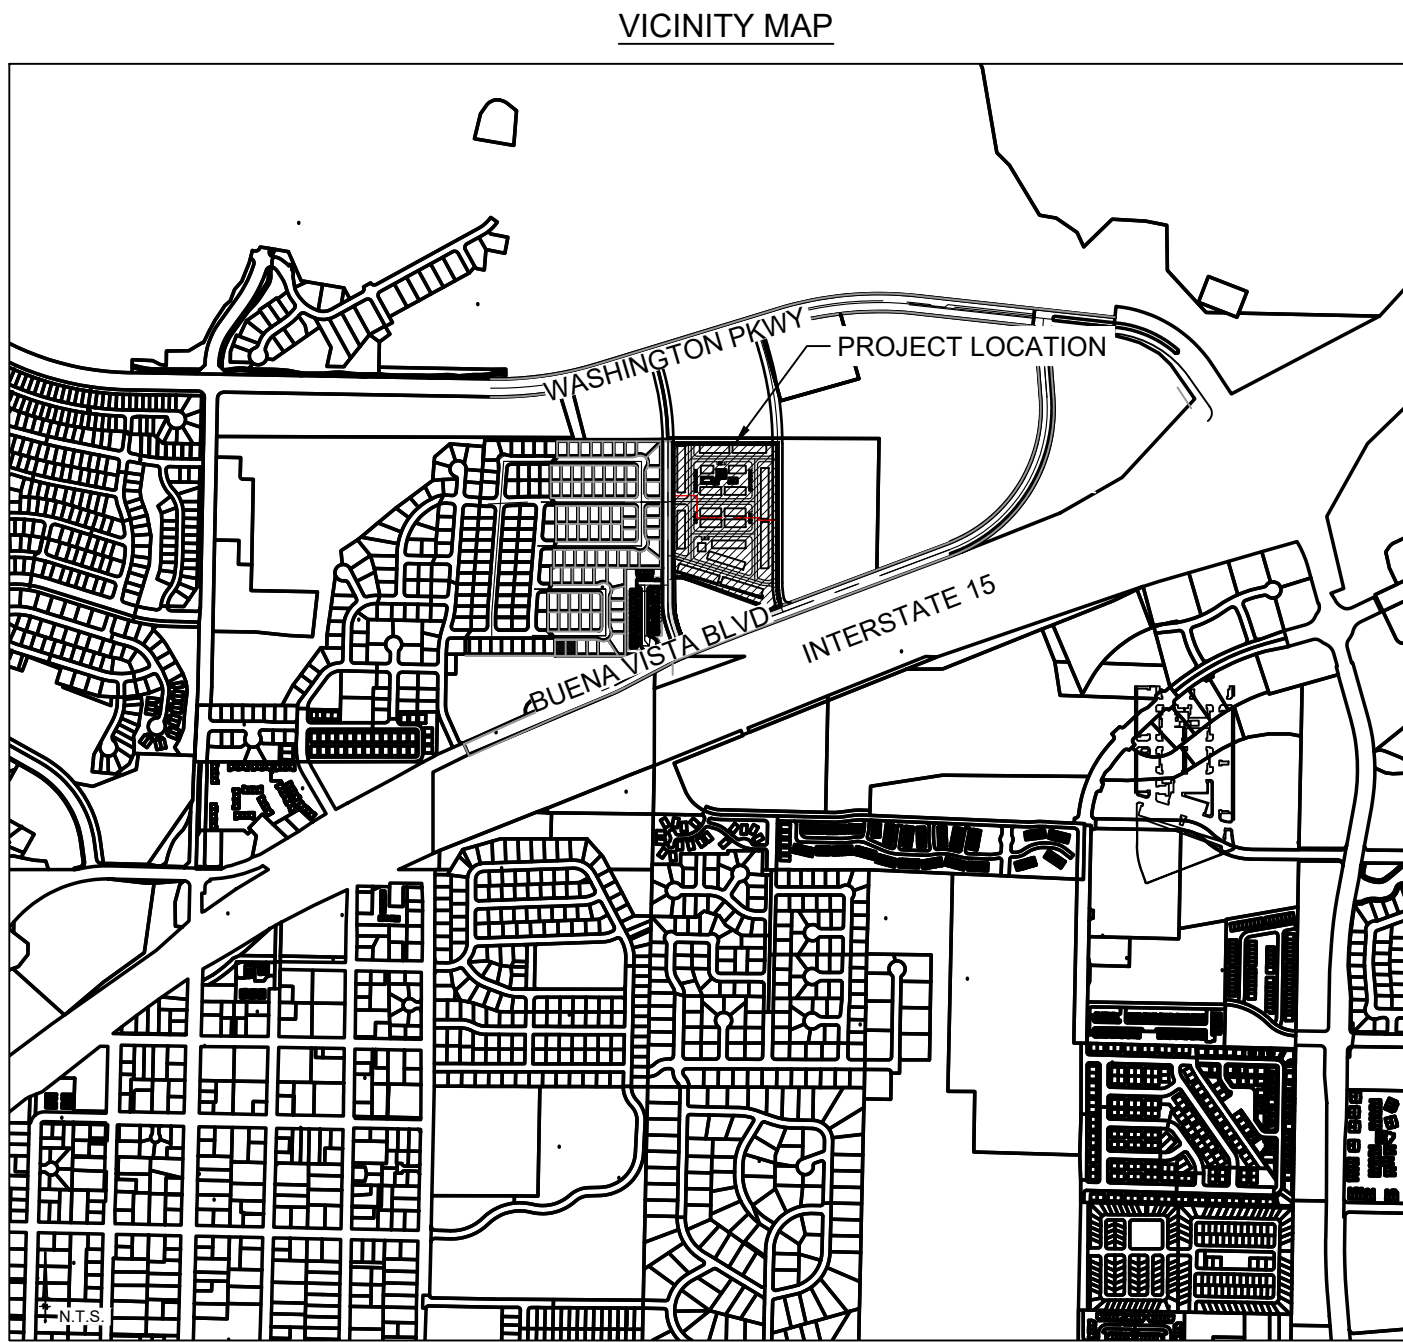 VICINITY MAP
WASHINGTON PKWY
PROJECT LOCATION
BUENA VISTA BLVD
INTERSTATE 15
N.T.S.